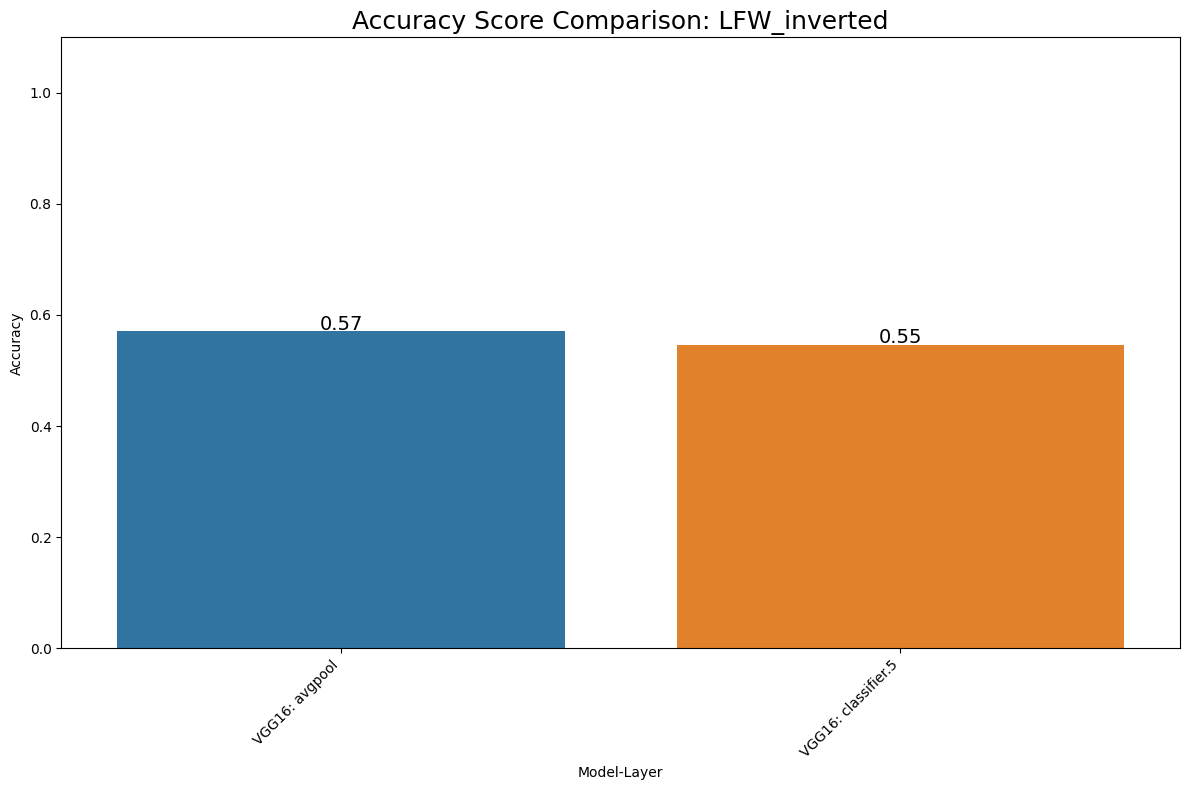 Accuracy Score Comparison: LFW_inverted
1.0
0.8
0.6
0.4
0.2
0.0
Accuracy
0.57
0.55
VGG16: avgpool
VGG16: classifier.5
Model-Layer